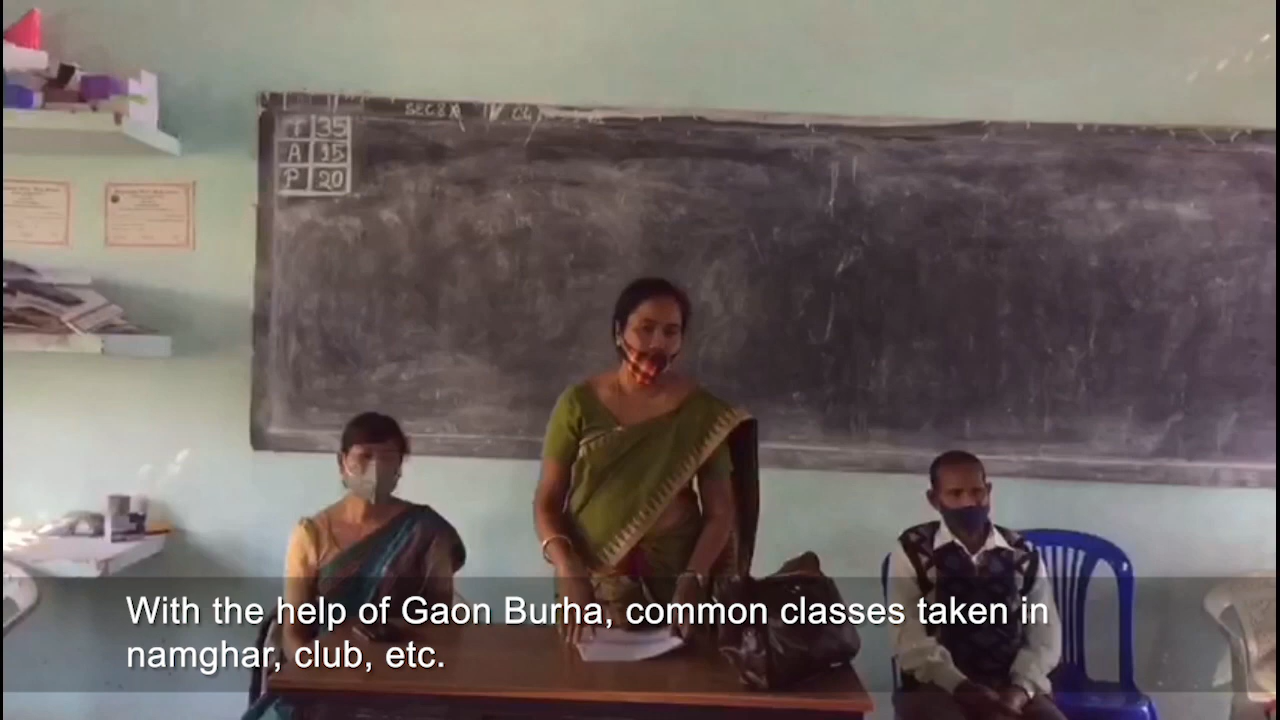 T 35
A 15
P 20
With the help of Gaon Burha, common classes taken in
namghar, club, etc.